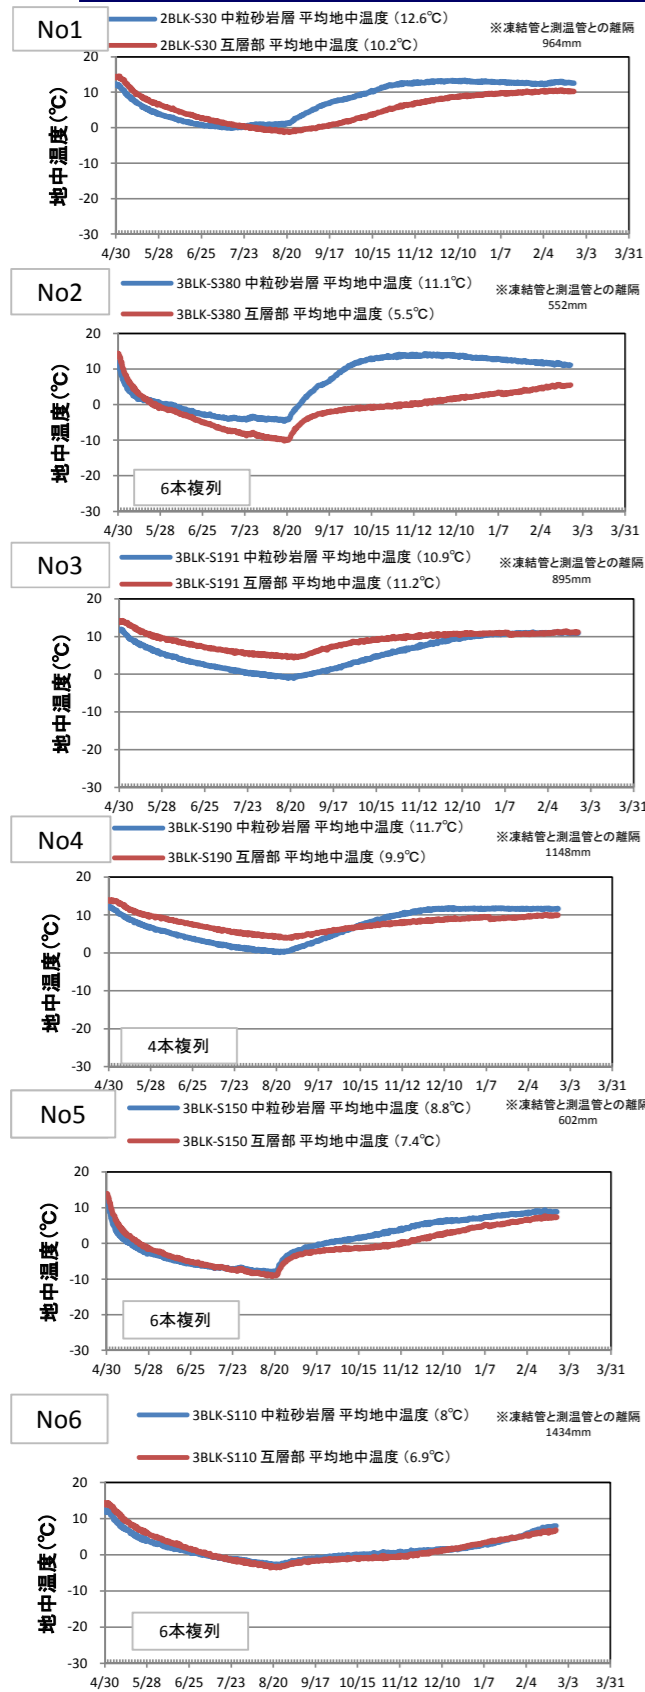 No1
2BLK-S30 中粒砂岩層 平均地中温度 (12.6℃)
2BLK-S30 互層部 平均地中温度 (10.2℃)
※凍結管と測温管との離隔
964mm
地中温度(℃)
20
10
0
-10
-20
-30
4/30 5/28 6/25 7/23 8/20 9/17 10/15 11/12 12/10 1/7 2/4 3/3 3/31
No2
3BLK-S380 中粒砂岩層 平均地中温度 (11.1℃)
3BLK-S380 互層部 平均地中温度 (5.5℃)
※凍結管と測温管との離隔
552mm
地中温度(℃)
20
10
0
-10
-20
-30
6本複列
4/30 5/28 6/25 7/23 8/20 9/17 10/15 11/12 12/10 1/7 2/4 3/3 3/31
No3
3BLK-S191 中粒砂岩層 平均地中温度 (10.9℃)
3BLK-S191 互層部 平均地中温度 (11.2℃)
※凍結管と測温管との離隔
895mm
地中温度(℃)
20
10
0
-10
-20
-30
4/30 5/28 6/25 7/23 8/20 9/17 10/15 11/12 12/10 1/7 2/4 3/3 3/31
No4
3BLK-S190 中粒砂岩層 平均地中温度 (11.7℃)
3BLK-S190 互層部 平均地中温度 (9.9℃)
※凍結管と測温管との離隔
1148mm
地中温度(℃)
20
10
0
-10
-20
-30
4本複列
4/30 5/28 6/25 7/23 8/20 9/17 10/15 11/12 12/10 1/7 2/4 3/3 3/31
No5
3BLK-S150 中粒砂岩層 平均地中温度 (8.8℃)
3BLK-S150 互層部 平均地中温度 (7.4℃)
※凍結管と測温管との離隔
602mm
地中温度(℃)
20
10
0
-10
-20
-30
6本複列
4/30 5/28 6/25 7/23 8/20 9/17 10/15 11/12 12/10 1/7 2/4 3/3 3/31
No6
3BLK-S110 中粒砂岩層 平均地中温度 (8℃)
3BLK-S110 互層部 平均地中温度 (6.9℃)
※凍結管と測温管との離隔
1434mm
地中温度(℃)
20
10
0
-10
-20
-30
6本複列
4/30 5/28 6/25 7/23 8/20 9/17 10/15 11/12 12/10 1/7 2/4 3/3 3/31